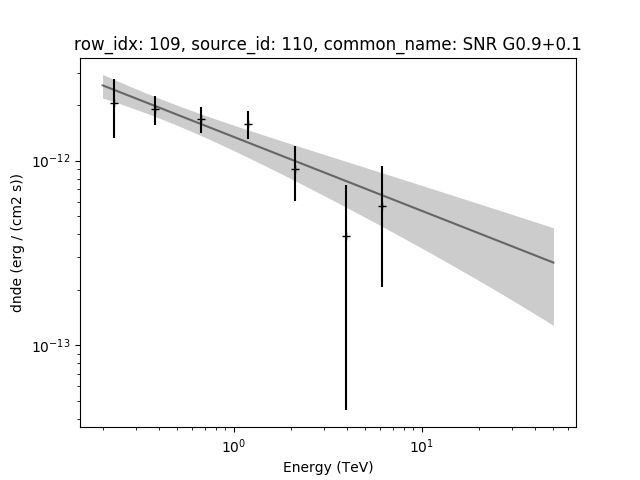 row_idx: 109, source_id: 110, common_name: SNR G0.9+0.1
dnde (erg / (cm2 s))
10⁻¹²
10⁻¹³
10⁰ 10¹
Energy (TeV)